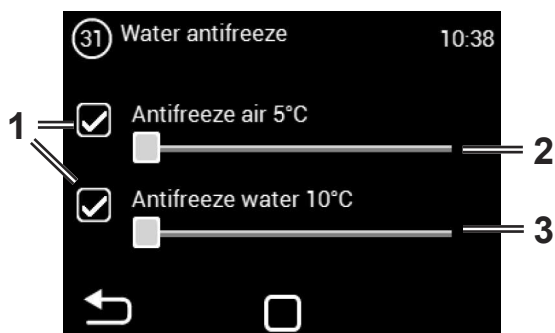 31 Water antifreeze 10:38
1 Antifreeze air 5°C
2
Antifreeze water 10°C
3